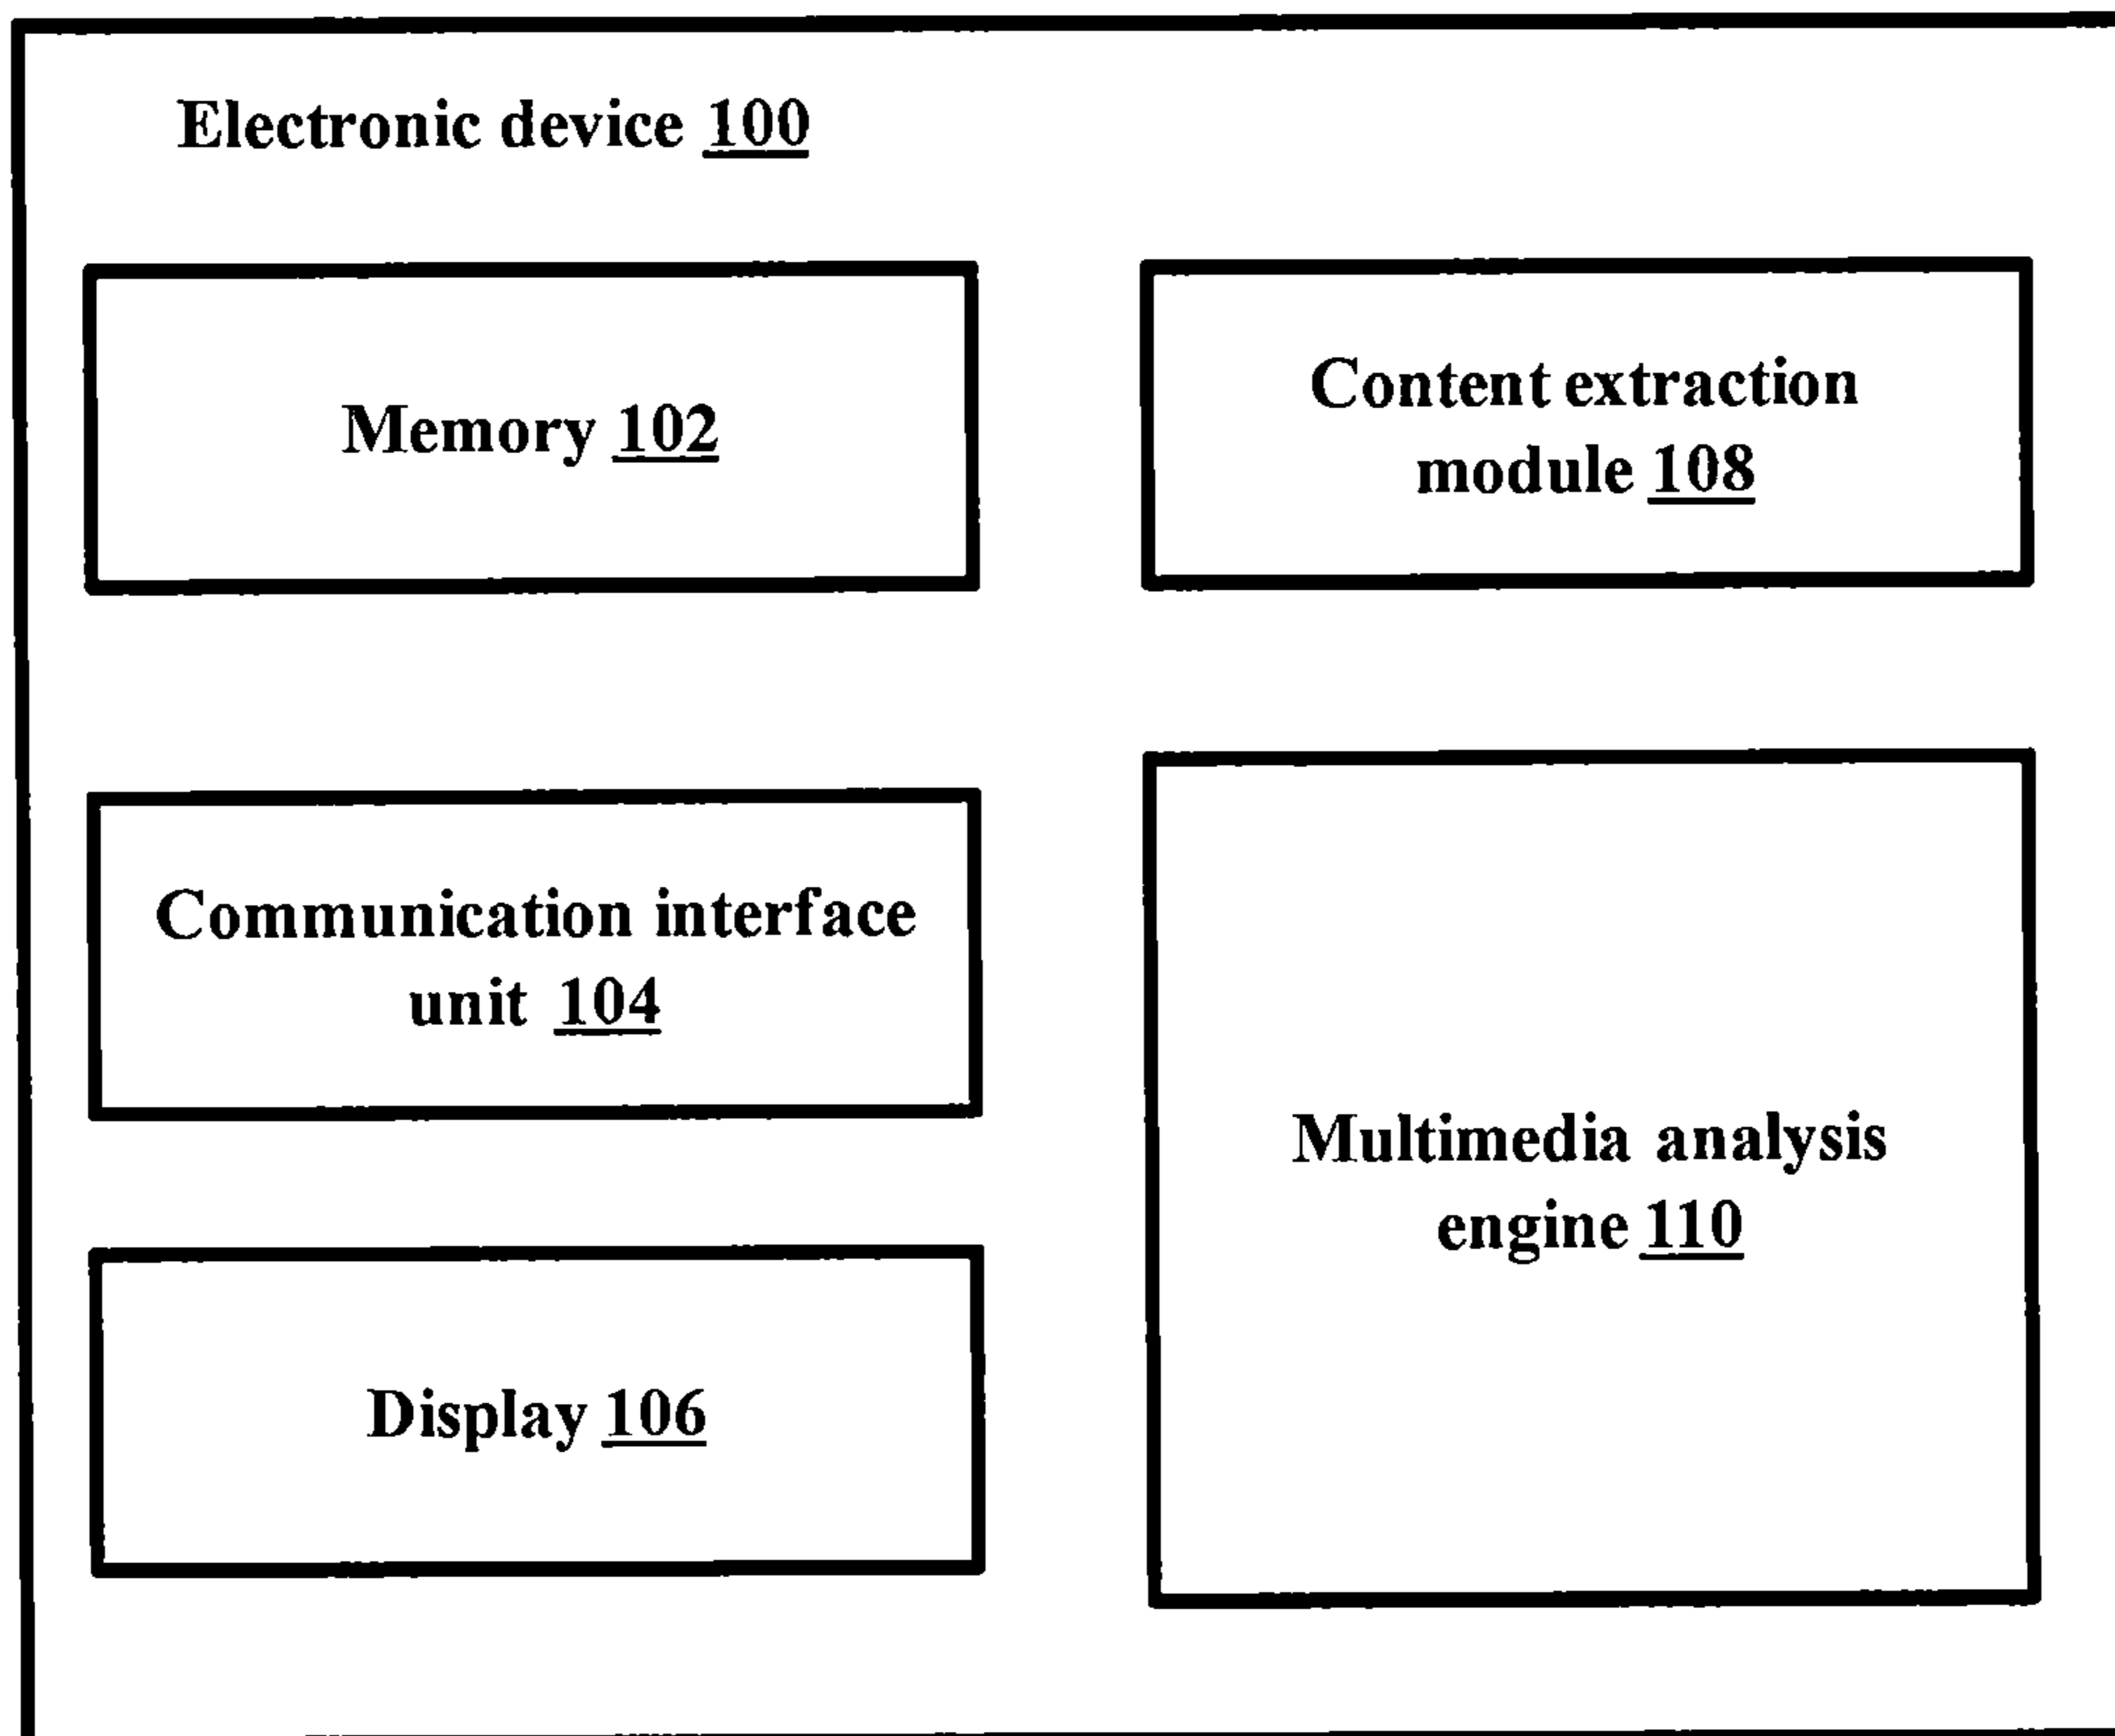 Electronic device 100
Memory 102
Content extraction
module 108
Communication interface
unit 104
Multimedia analysis
engine 110
Display 106